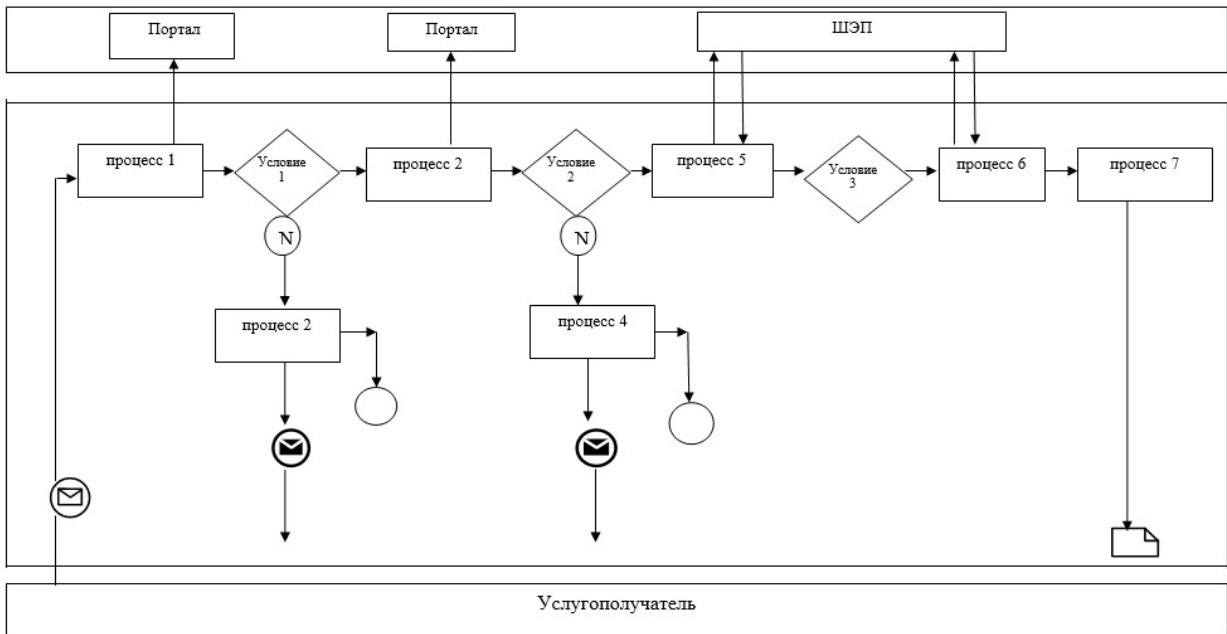 Портал
Портал
ШЭП
процесс 1
Условие
1
процесс 2
Условие
2
процесс 5
Условие
3
процесс 6
процесс 7
N
N
процесс 2
процесс 4
Услугополучатель